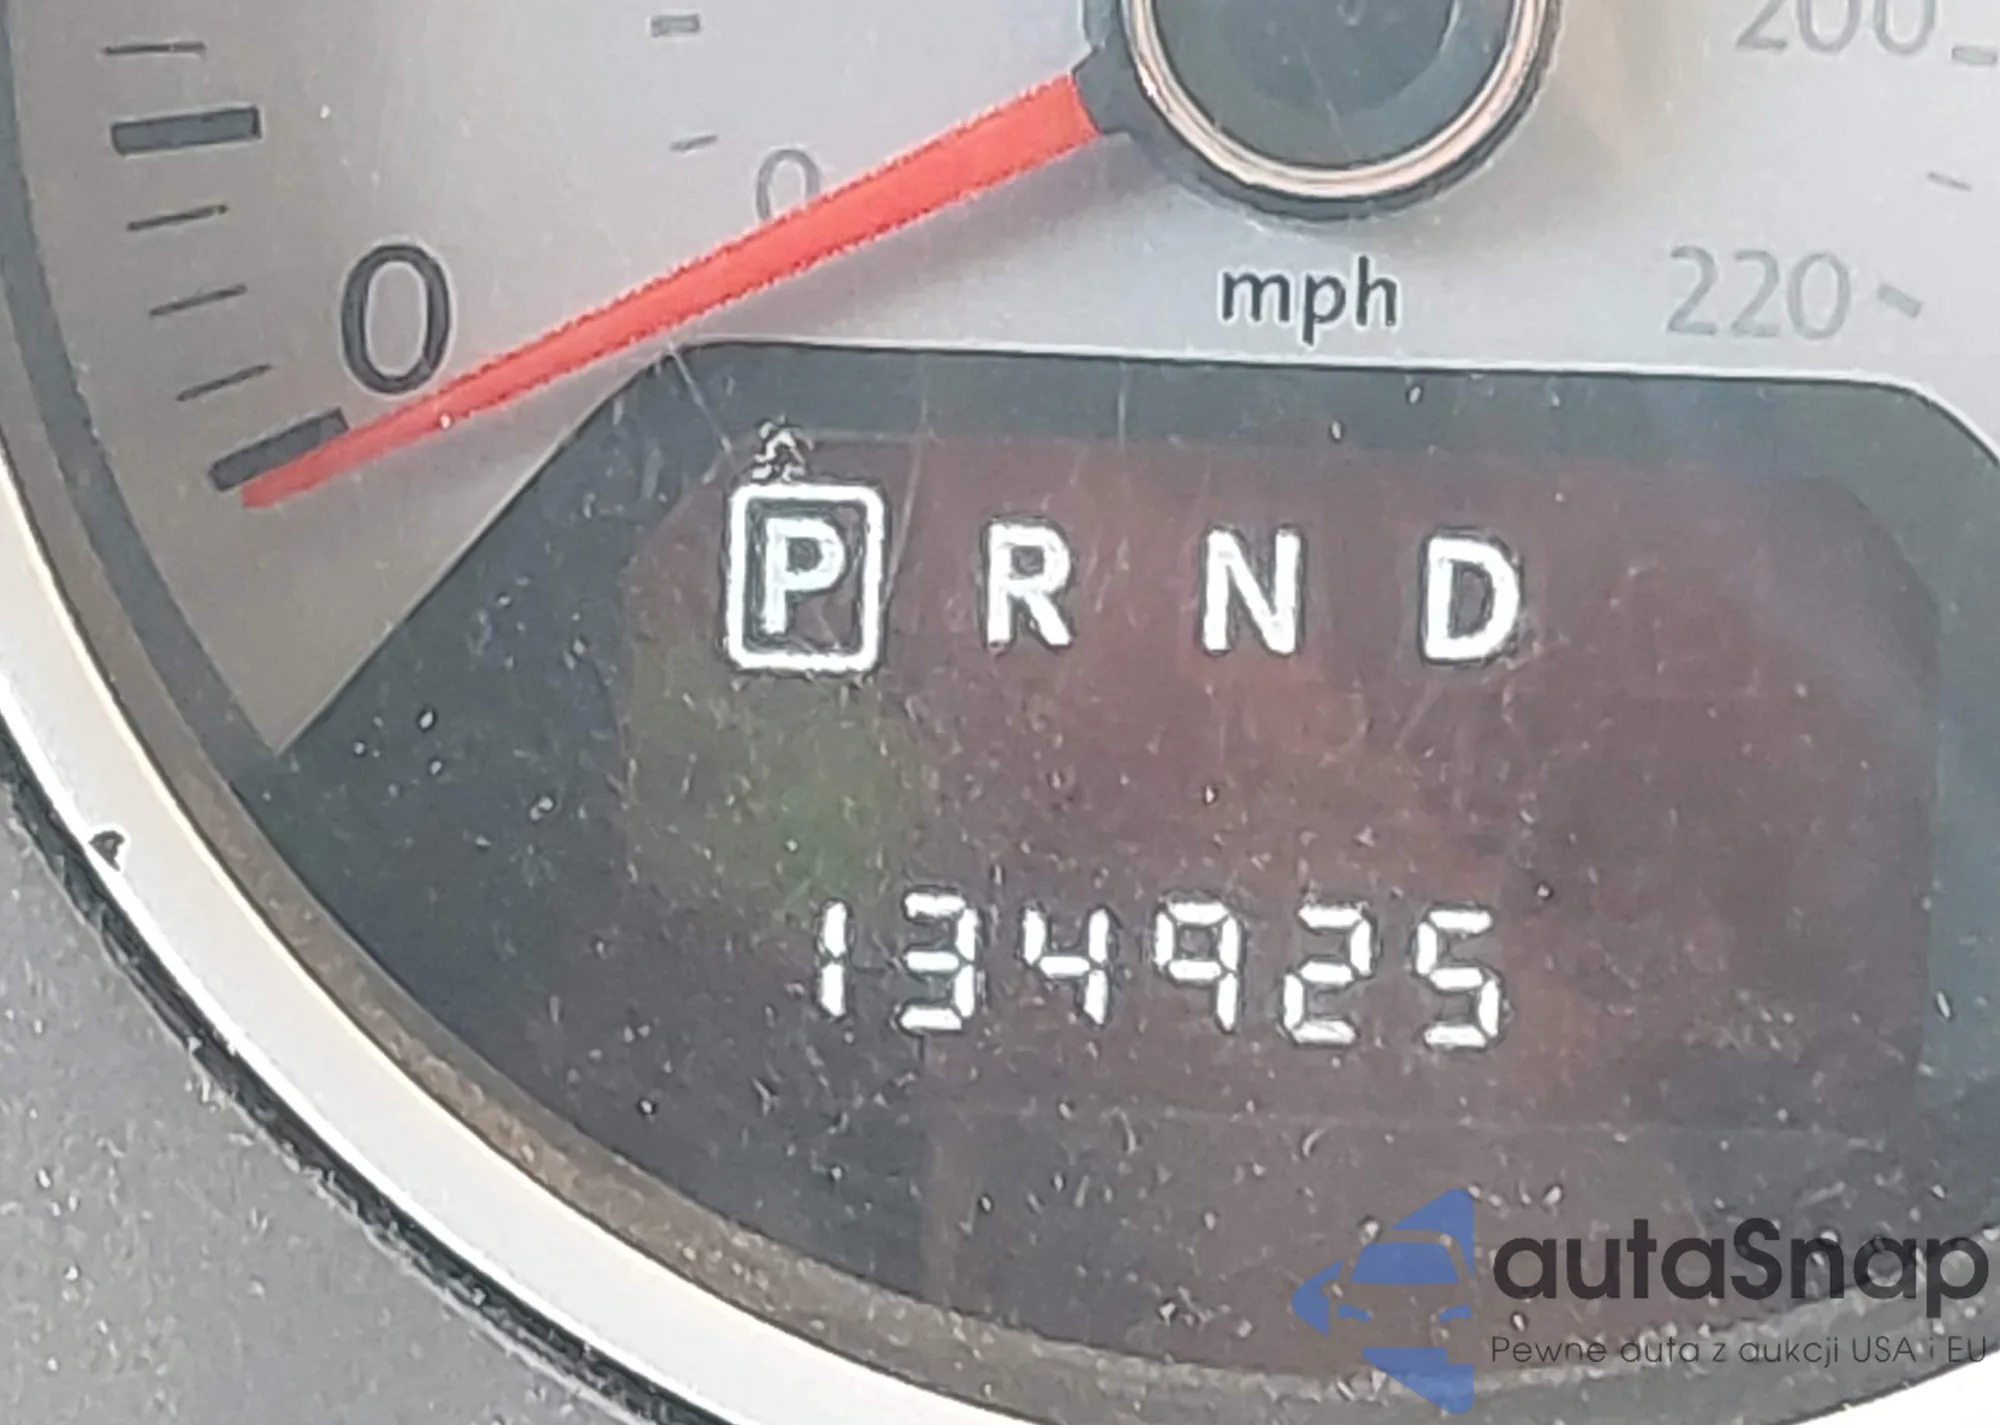 200
0
0
mph
220
P R N D
134925
autaSnap
Pewne auta z aukcji USA i EU